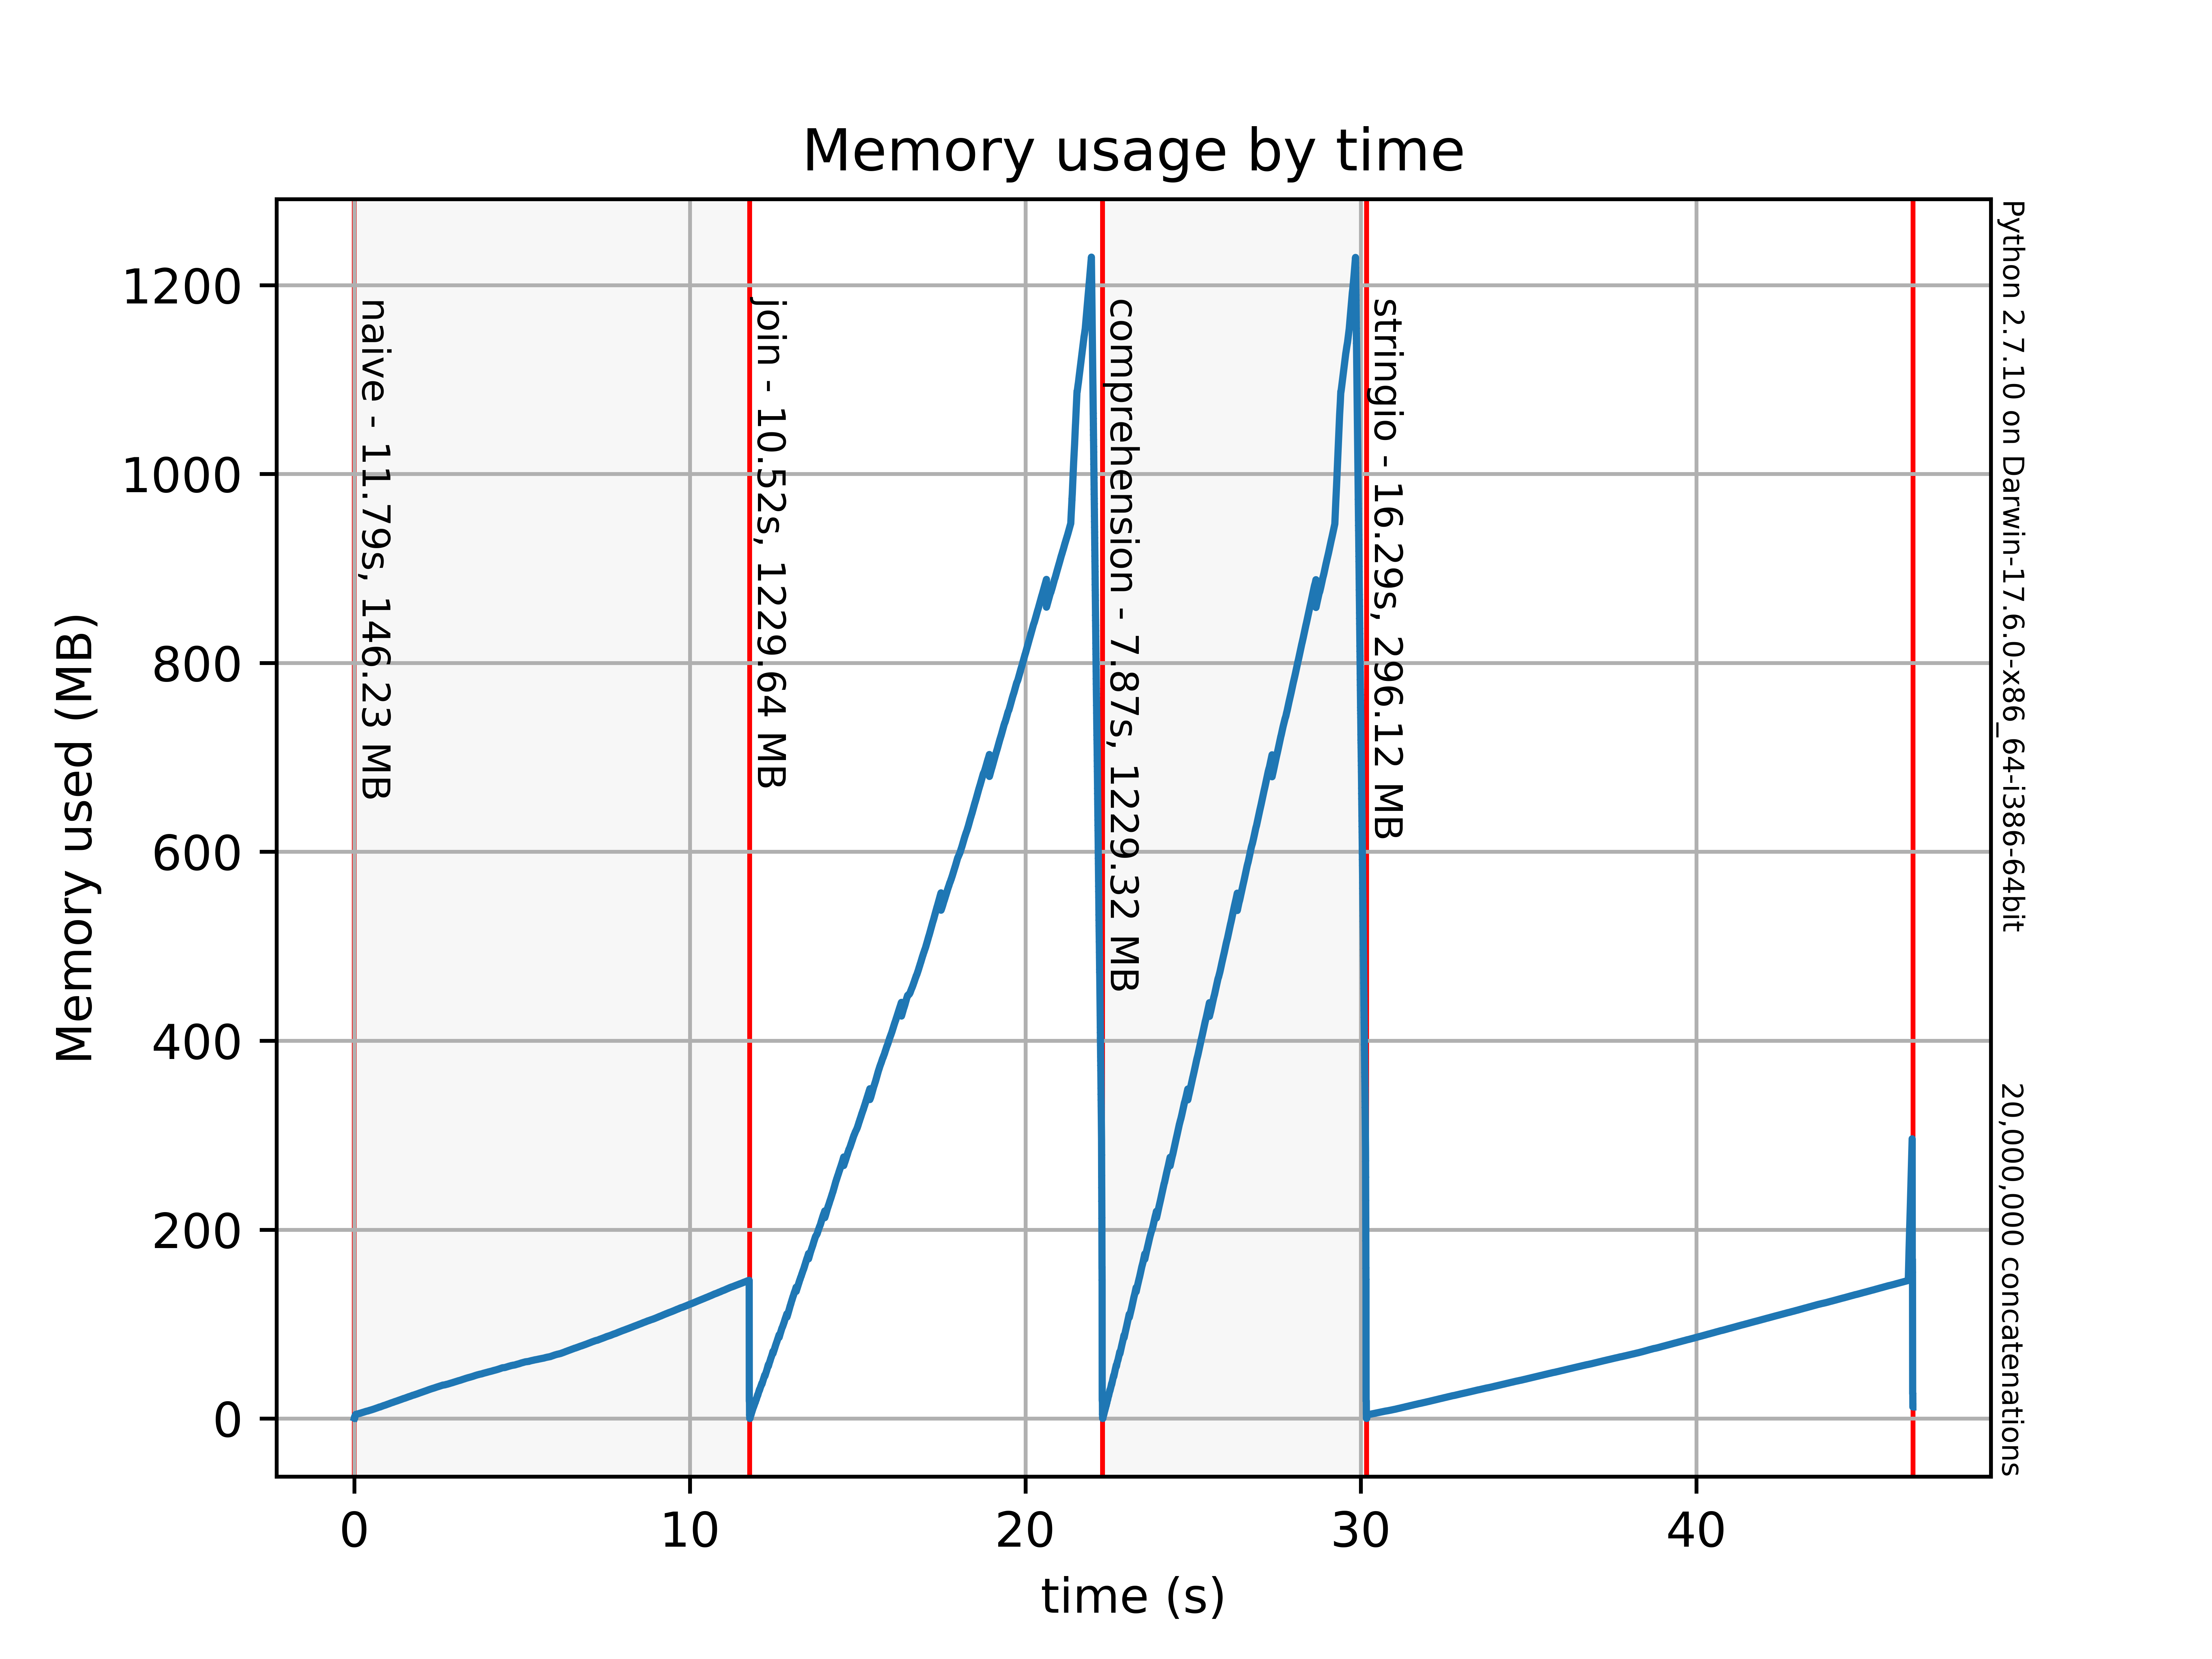 Memory usage by time
Memory used (MB)
1200
1000
800
600
400
200
0
naive - 11.79s, 146.23 MB
join - 10.52s, 1229.64 MB
comprehension - 7.87s, 1229.32 MB
stringio - 16.29s, 296.12 MB
Python 2.7.10 on Darwin-17.6.0-x86_64-i386-64bit
20,000,000 concatenations
0
10
20
30
40
time (s)